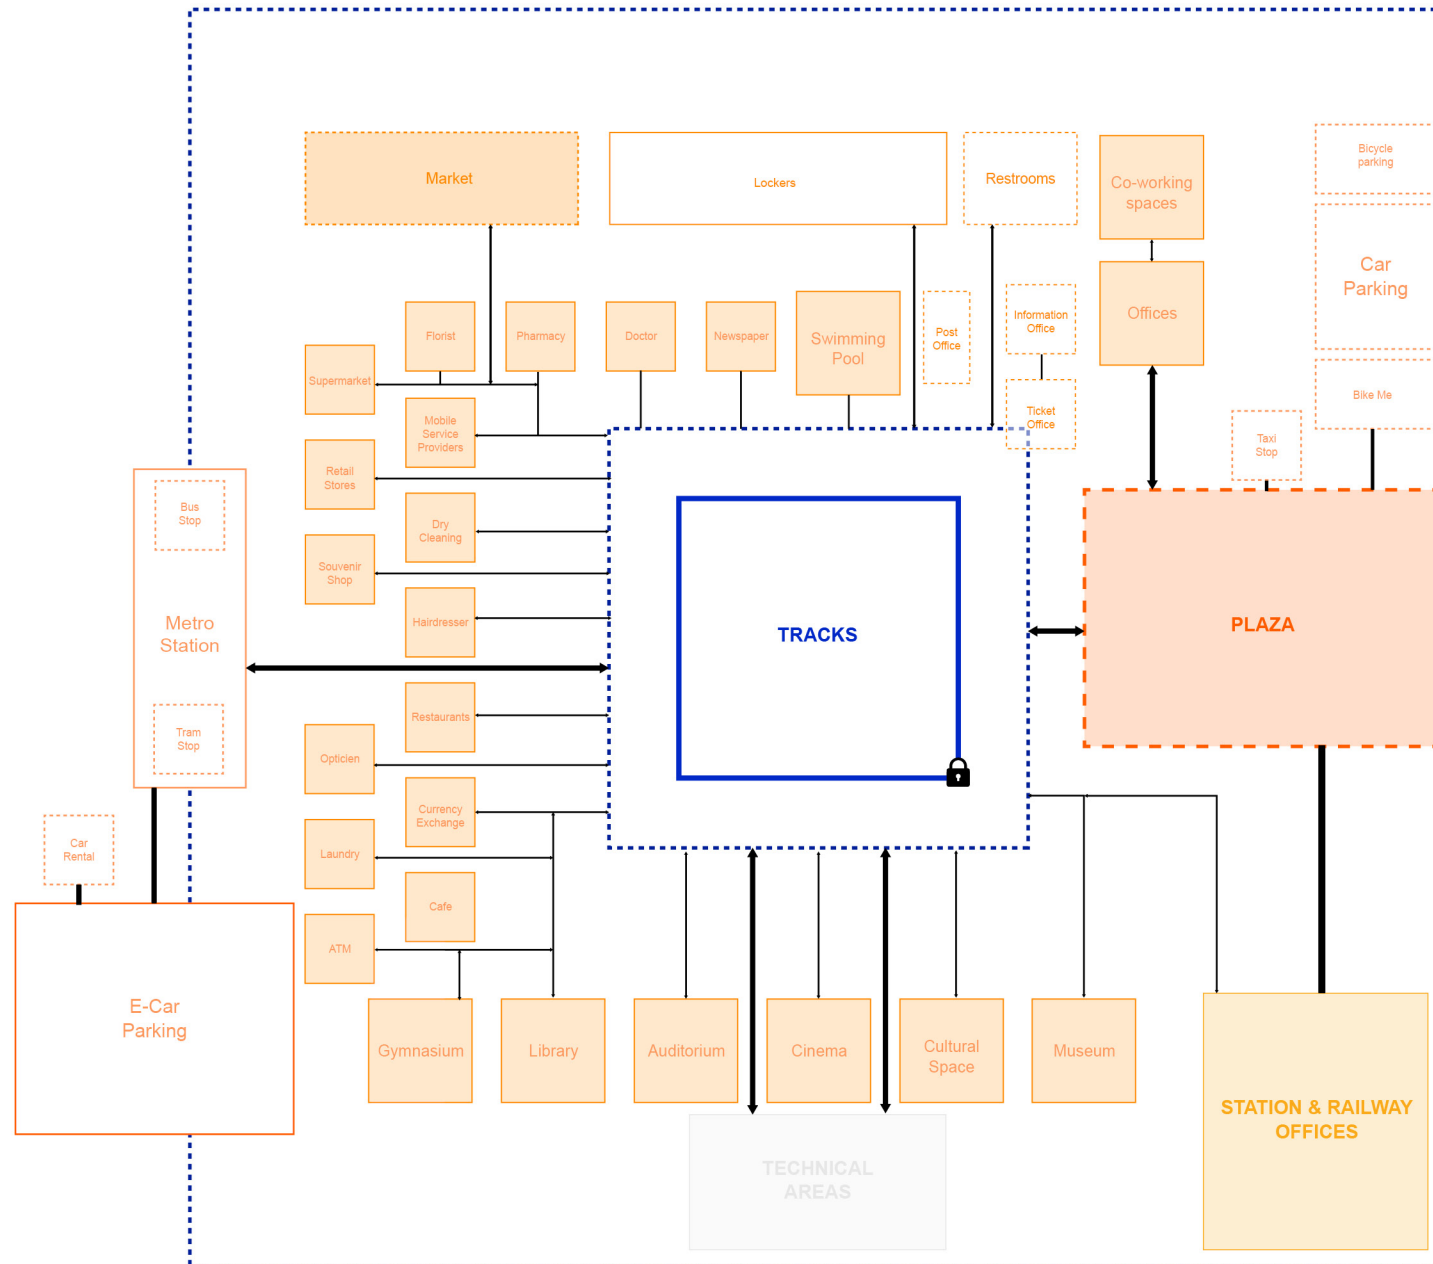 Market
Lockers
Restrooms
Co-working
spaces
Bicycle
parking
Car
Parking
Florist
Pharmacy
Doctor
Newspaper
Swimming
Pool
Post
Office
Information
Office
Offices
Supermarket
Mobile
Service
Providers
Ticket
Office
Bike Me
Taxi
Stop
Retail
Stores
Bus
Stop
Dry
Cleaning
Souvenir
Shop
Hairdresser
Metro
Station
TRACKS
PLAZA
Restaurants
Tram
Stop
Opticien
Currency
Exchange
Car
Rental
Laundry
Cafe
ATM
E-Car
Parking
Gymnasium
Library
Auditorium
Cinema
Cultural
Space
Museum
STATION & RAILWAY
OFFICES
TECHNICAL
AREAS